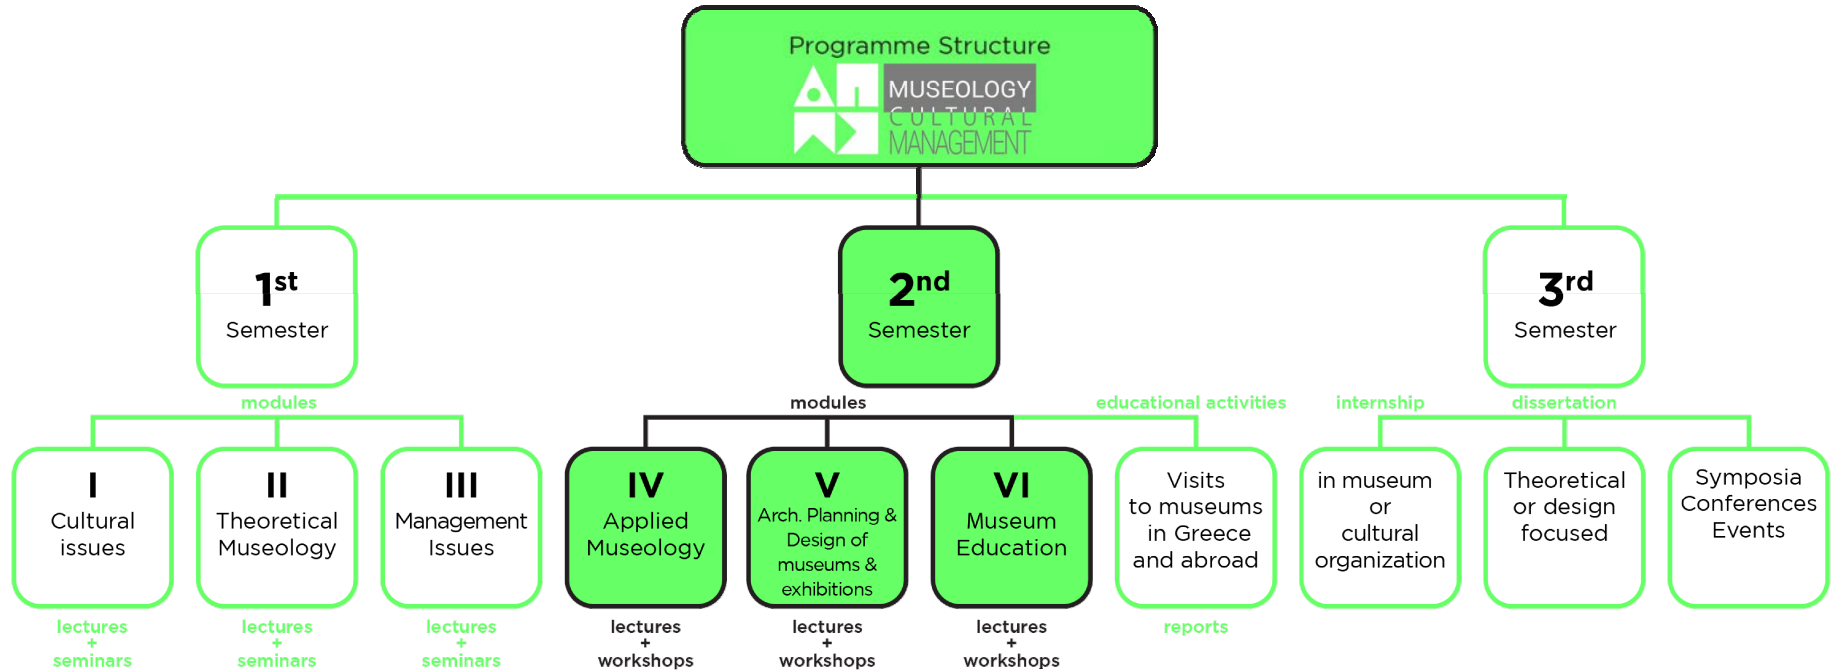 Programme Structure
MUSEOLOGY
CULTURAL
MANAGEMENT
1st
Semester
2nd
Semester
3rd
Semester
modules
modules
educational activities
internship
dissertation
I
Cultural
issues
II
Theoretical
Museology
III
Management
Issues
IV
Applied
Museology
V
Arch. Planning &
Design of
museums &
exhibitions
VI
Museum
Education
Visits
to museums
in Greece
and abroad
in museum
or
cultural
organization
Theoretical
or design
focused
Symposia
Conferences
Events
lectures
+
seminars
lectures
+
seminars
lectures
+
seminars
lectures
+
workshops
lectures
+
workshops
lectures
+
workshops
reports